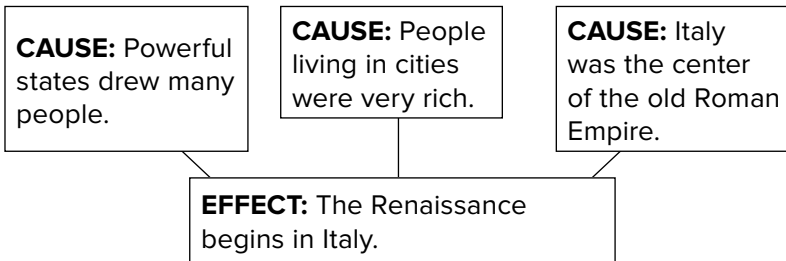 CAUSE: Powerful
states drew many
people.
CAUSE: People
living in cities
were very rich.
CAUSE: Italy
was the center
of the old Roman
Empire.
EFFECT: The Renaissance
begins in Italy.